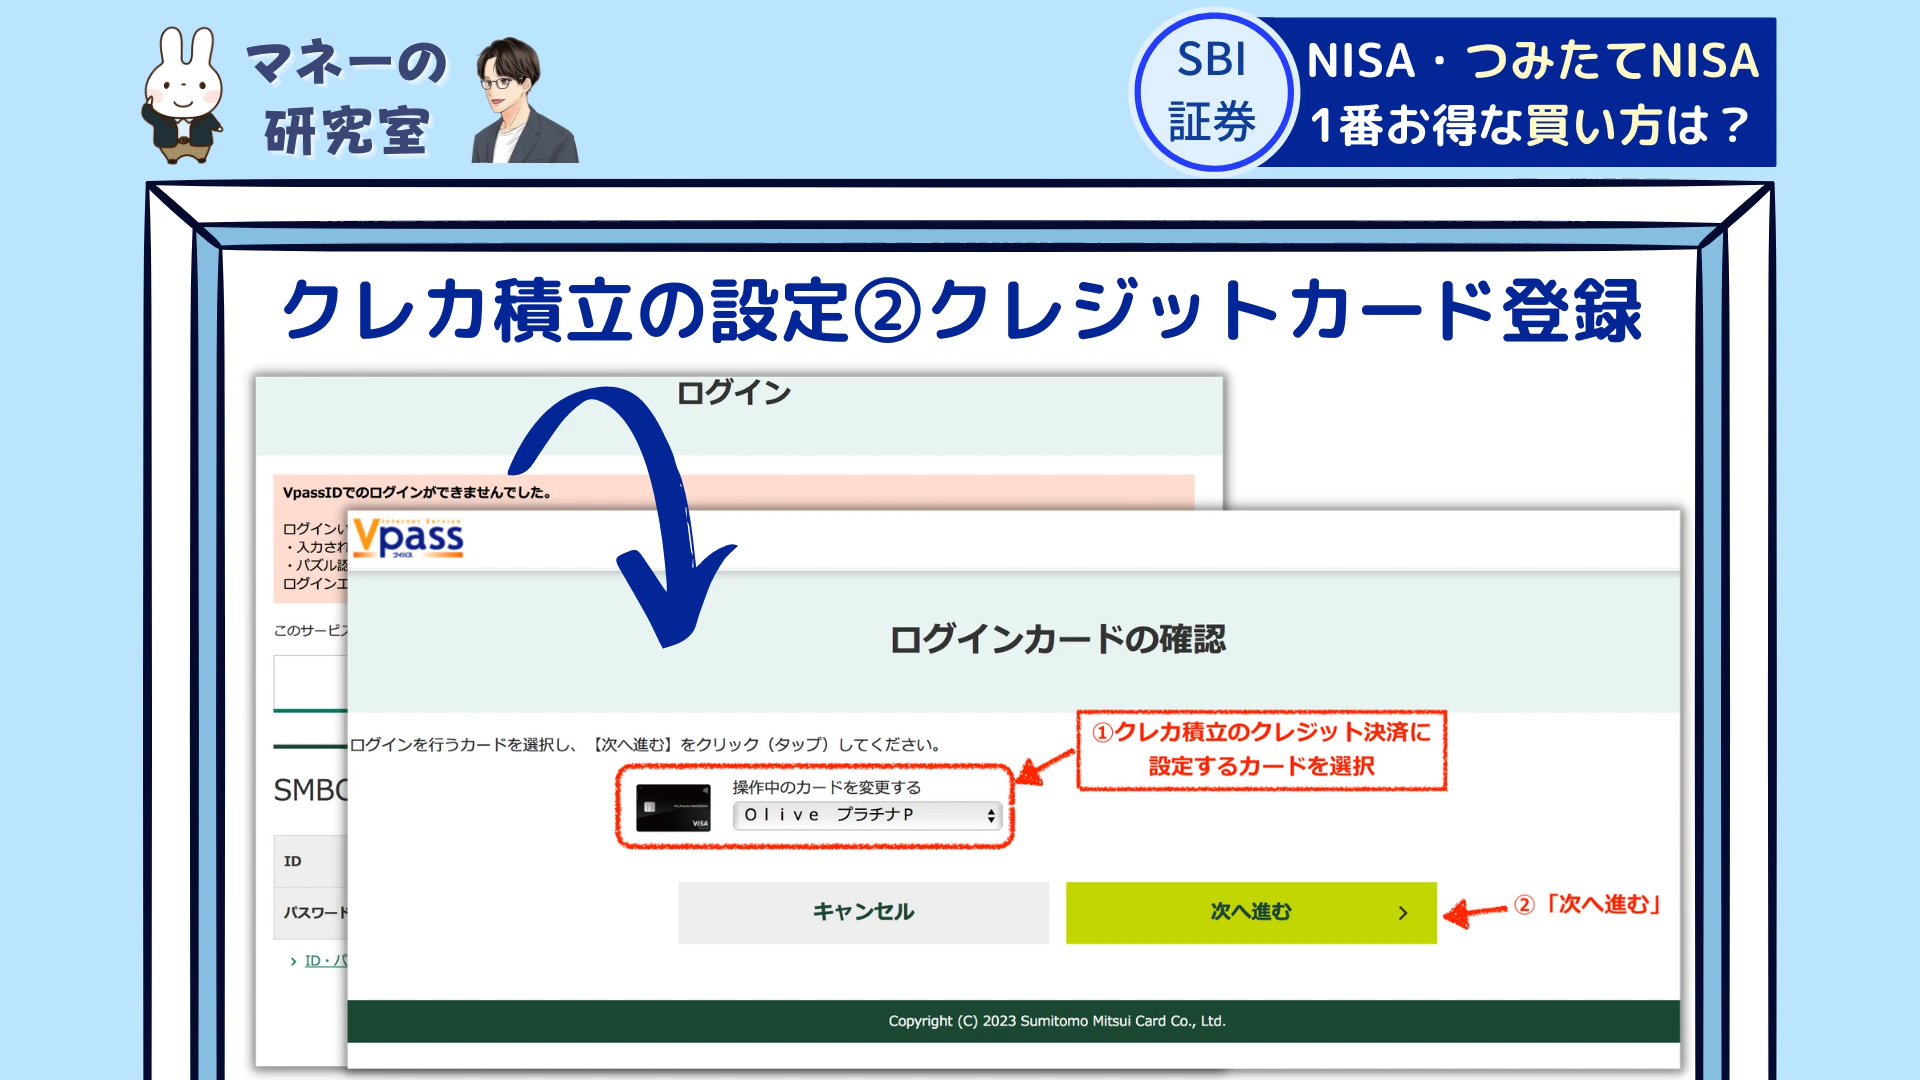 マネーの
研究室
SBI
証券
NISA・つみたてNISA
1番お得な買い方は？
クレカ積立の設定②クレジットカード登録
ログイン
VpassIDでのログインができませんでした。
ログインい
・入力され
・パズル認
ログインエ
このサービス
SMBC
ID
パスワード
ID・パ
Internet Service
Vpass
ブイパス
ログインカードの確認
ログインを行うカードを選択し、【次へ進む】をクリック（タップ）してください。
①クレカ積立のクレジット決済に
設定するカードを選択
操作中のカードを変更する
Ｏｌｉｖｅ　プラチナＰ
VISA
キャンセル
次へ進む
②「次へ進む」
Copyright (C) 2023 Sumitomo Mitsui Card Co., Ltd.